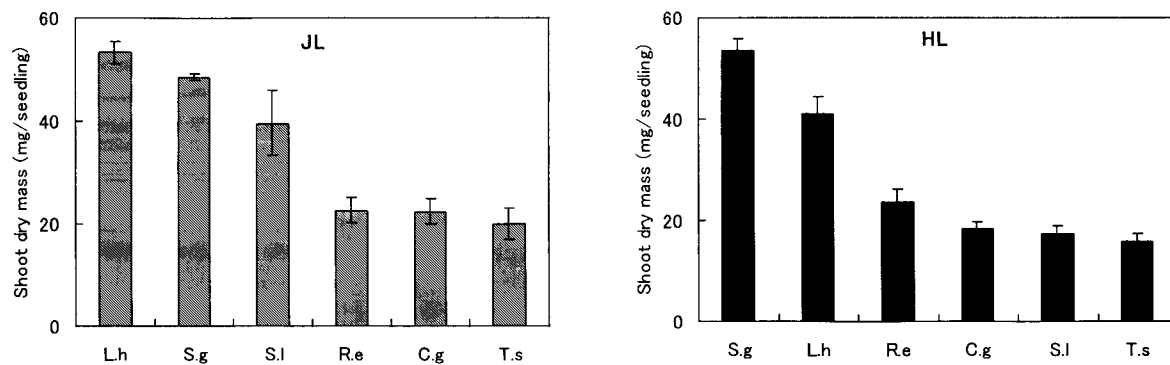 JL
Shoot dry mass (mg/seedling)
60
40
20
0
L.h S.g S.l R.e C.g T.s
HL
Shoot dry mass (mg/seedling)
60
40
20
0
S.g L.h R.e C.g S.l T.s